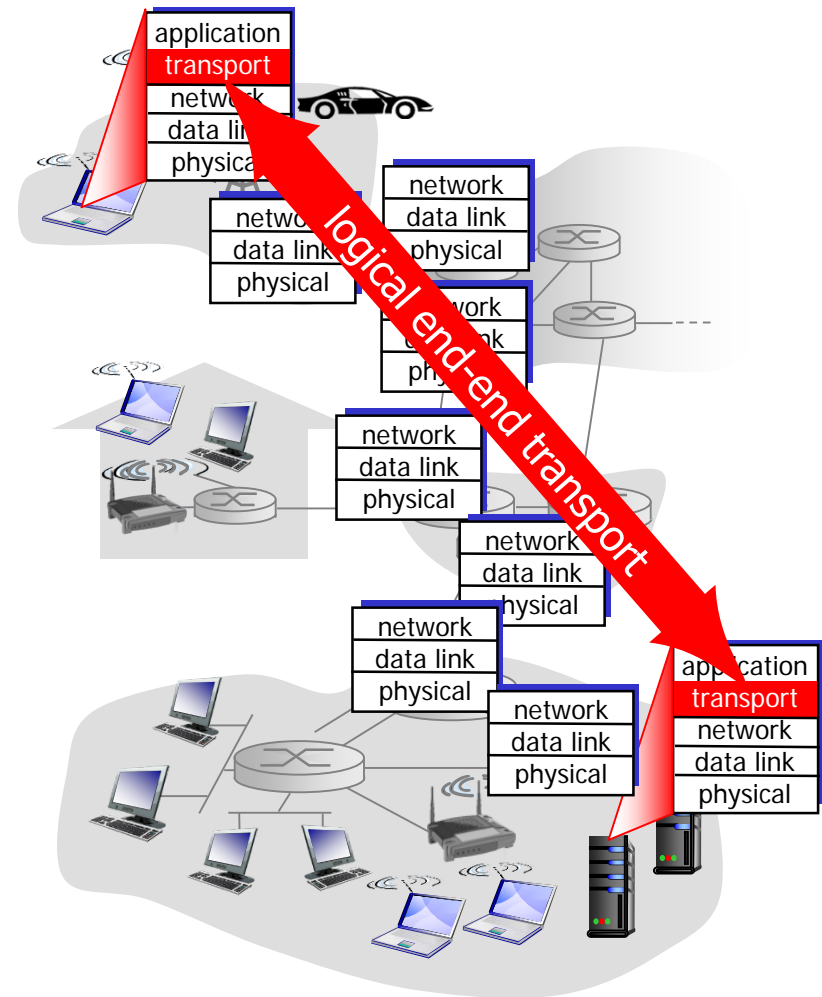 application
transport
network
data link
physical
network
data link
physical
network
data link
physical
logical end-end transport
network
data link
physical
network
data link
physical
network
data link
physical
network
data link
physical
application
transport
network
data link
physical